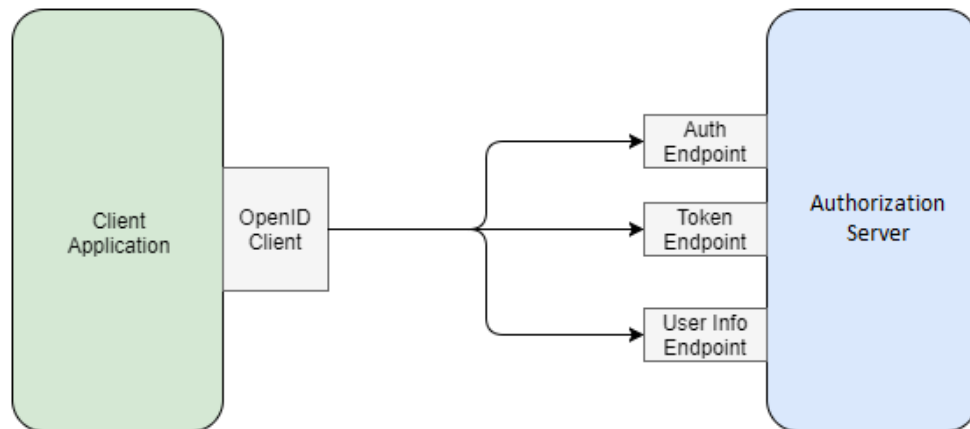 Client
Application
OpenID
Client
Auth
Endpoint
Token
Endpoint
User Info
Endpoint
Authorization
Server